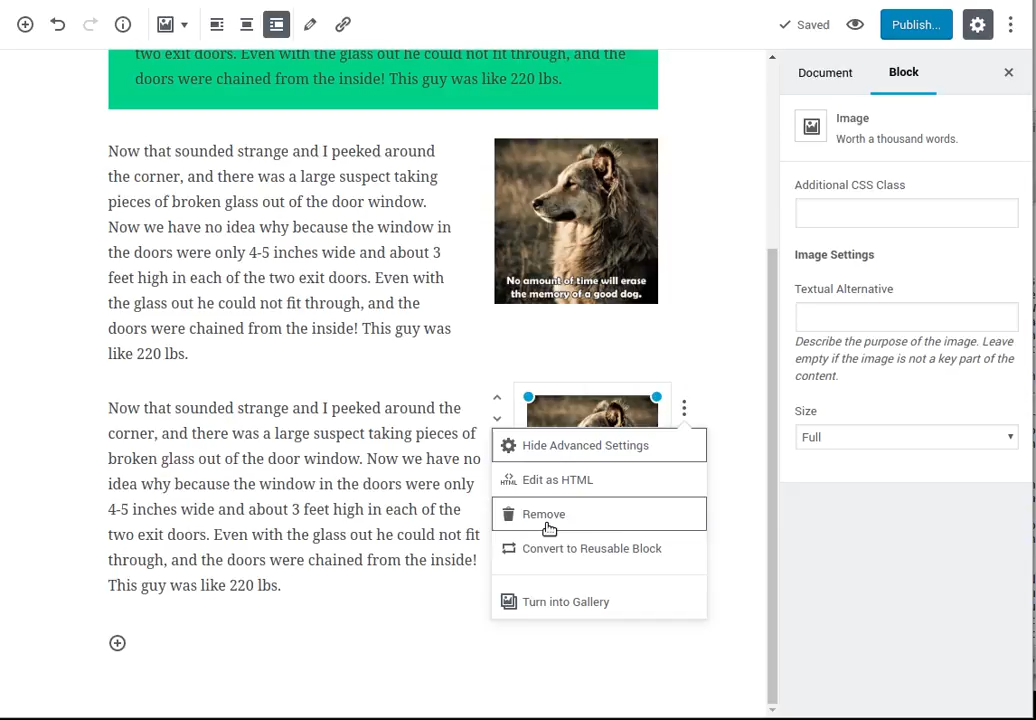 Saved
Publish...
two exit doors. Even with the glass out he could not fit through, and the
doors were chained from the inside! This guy was like 220 lbs.
Now that sounded strange and I peeked around
the corner, and there was a large suspect taking
pieces of broken glass out of the door window.
Now we have no idea why because the window in
the doors were only 4-5 inches wide and about 3
feet high in each of the two exit doors. Even with
the glass out he could not fit through, and the
doors were chained from the inside! This guy was
like 220 lbs.
No amount of time will erase
the memory of a good dog.
Now that sounded strange and I peeked around the
corner, and there was a large suspect taking pieces of
broken glass out of the door window. Now we have no
idea why because the window in the doors were only
4-5 inches wide and about 3 feet high in each of the
two exit doors. Even with the glass out he could not fit
through, and the doors were chained from the inside!
This guy was like 220 lbs.
Hide Advanced Settings
HTML Edit as HTML
Remove
Convert to Reusable Block
Turn into Gallery
Document
Block
Image
Worth a thousand words.
Additional CSS Class
Image Settings
Textual Alternative
Describe the purpose of the image. Leave
empty if the image is not a key part of the
content.
Size
Full